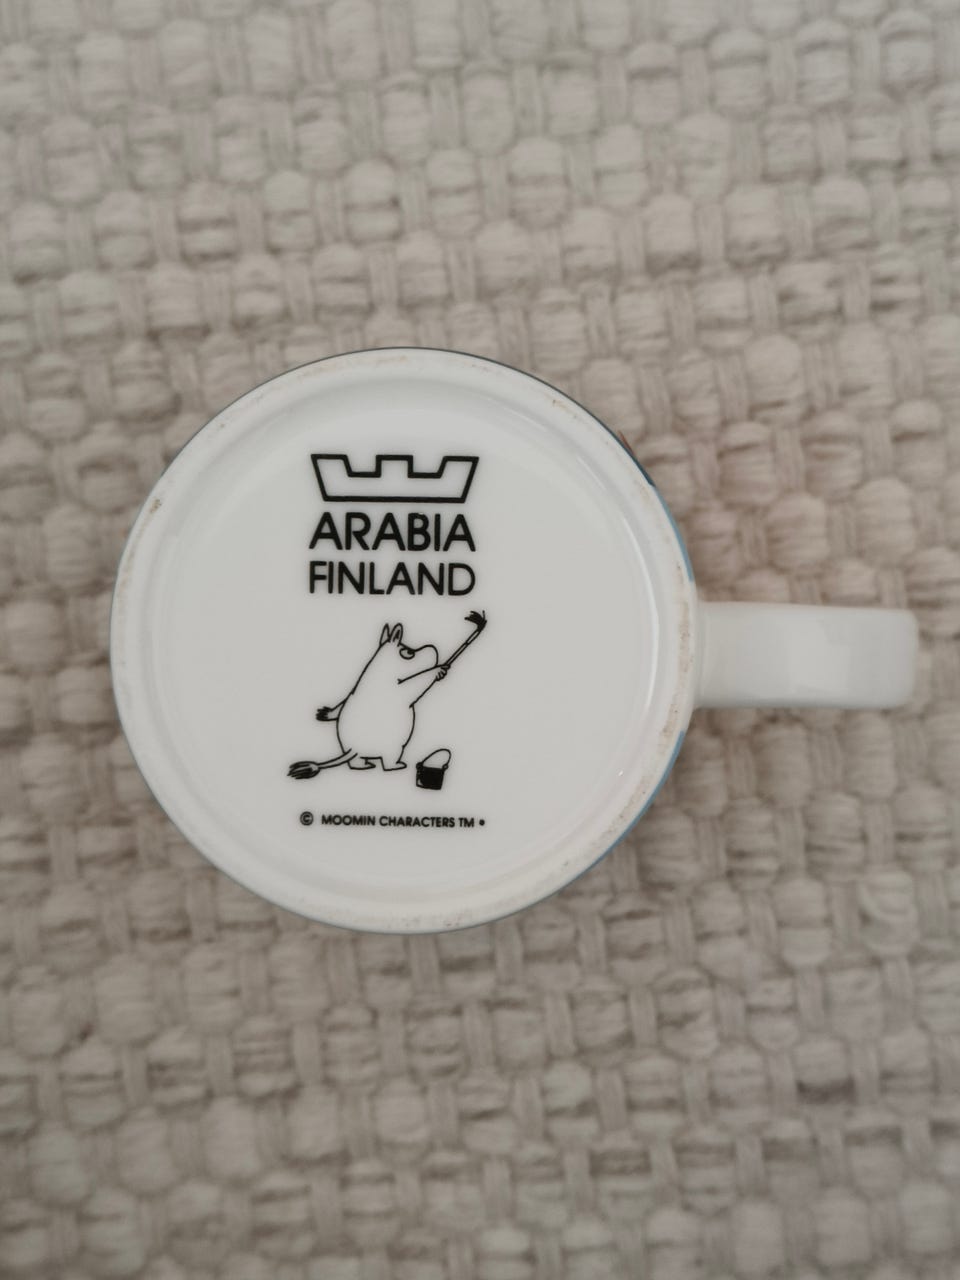 ARABIA
FINLAND
© MOOMIN CHARACTERS TM •